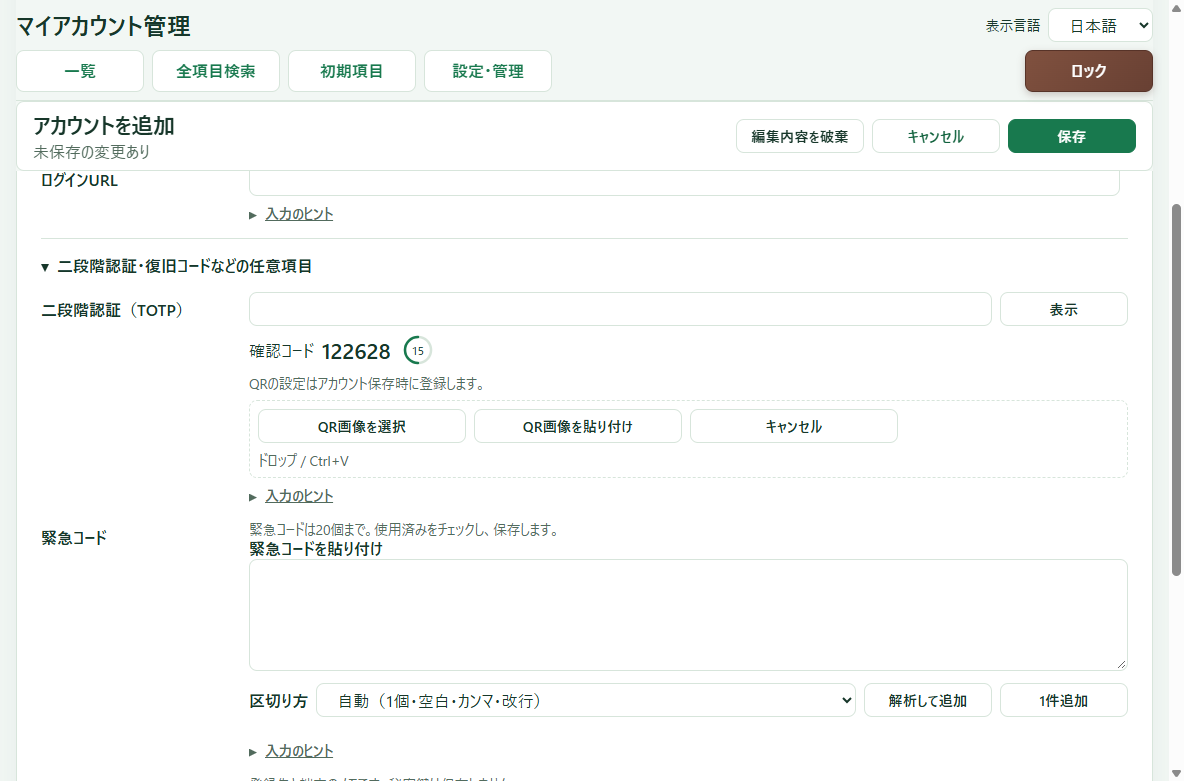 マイアカウント管理
表示言語 日本語
一覧 全項目検索 初期項目 設定・管理 ロック
アカウントを追加
未保存の変更あり
編集内容を破棄 キャンセル 保存
ログインURL
入力のヒント
二段階認証・復旧コードなどの任意項目
二段階認証（TOTP） 表示
確認コード 122628 15
QRの設定はアカウント保存時に登録します。
QR画像を選択 QR画像を貼り付け キャンセル
ドロップ / Ctrl+V
入力のヒント
緊急コード
緊急コードは20個まで。使用済みをチェックし、保存します。
緊急コードを貼り付け
区切り方 自動（1個・空白・カンマ・改行） 解析して追加 1件追加
入力のヒント